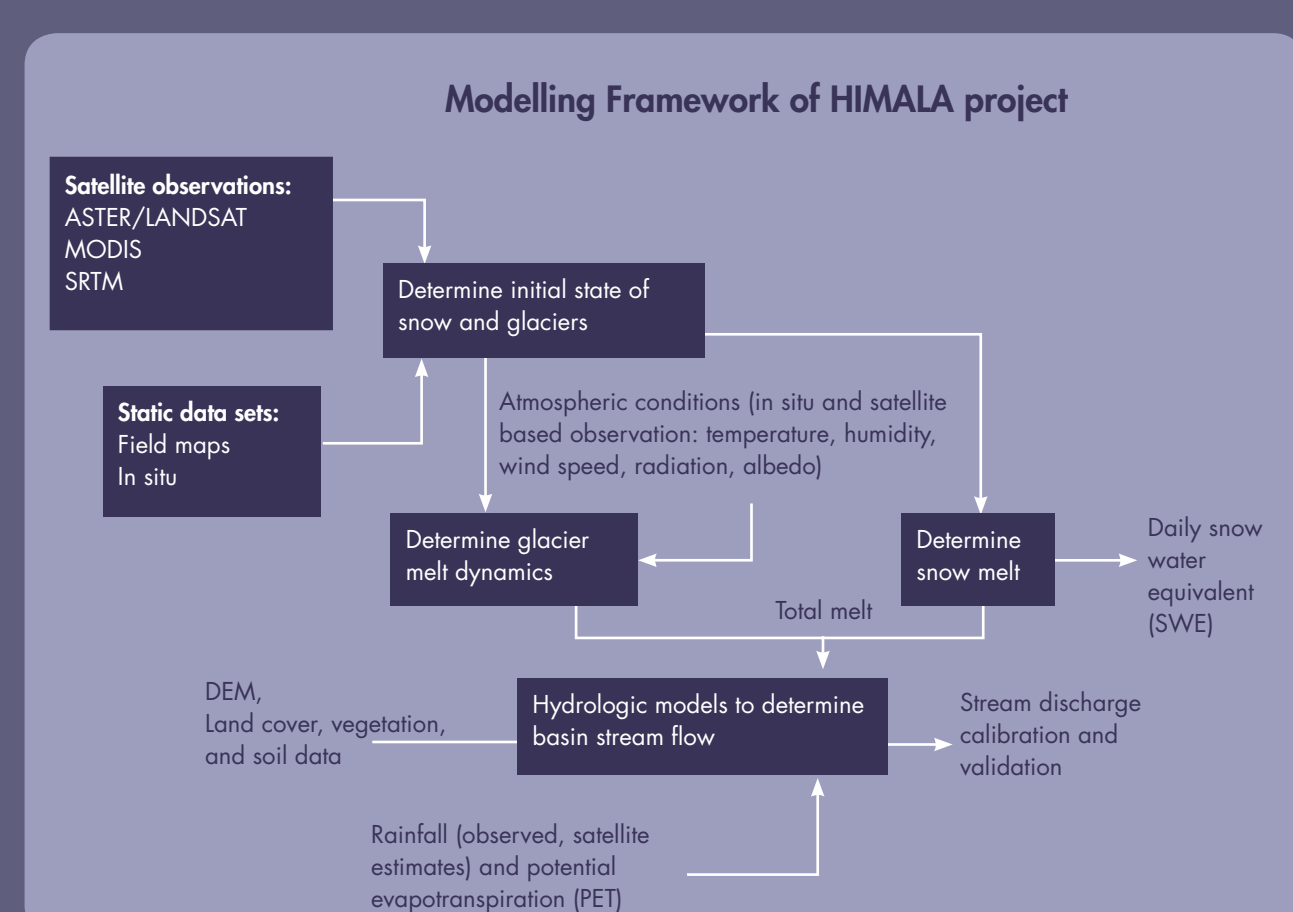 Modelling Framework of HIMALA project
Satellite observations:
ASTER/LANDSAT
MODIS
SRTM
Determine initial state of
snow and glaciers
Static data sets:
Field maps
In situ
Atmospheric conditions (in situ and satellite
based observation: temperature, humidity,
wind speed, radiation, albedo)
Determine glacier
melt dynamics
Determine
snow melt
Daily snow
water
equivalent
(SWE)
Total melt
DEM,
Land cover, vegetation,
and soil data
Hydrologic models to determine
basin stream flow
Stream discharge
calibration and
validation
Rainfall (observed, satellite
estimates) and potential
evapotranspiration (PET)